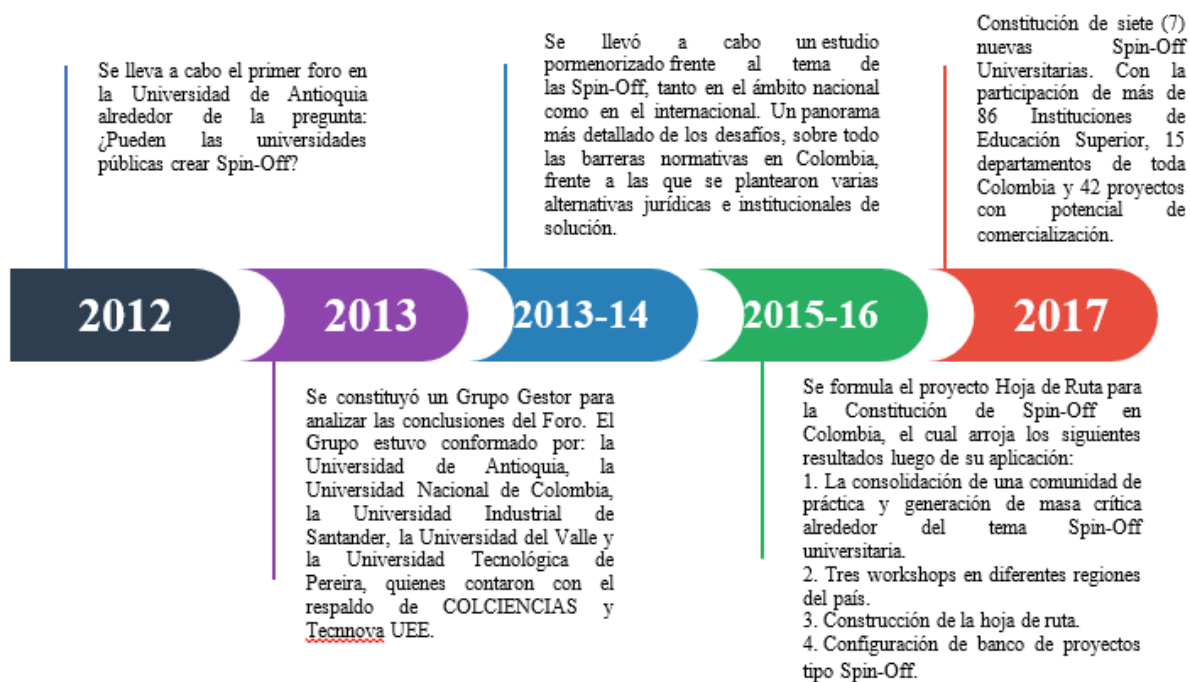 Se lleva a cabo el primer foro en
la Universidad de Antioquia
alrededor de la pregunta:
¿Pueden las universidades
públicas crear Spin-Off?
Se llevó a cabo un estudio
pormenorizado frente al tema de
las Spin-Off, tanto en el ámbito nacional
como en el internacional. Un panorama
más detallado de los desafíos, sobre todo
las barreras normativas en Colombia,
frente a las que se plantearon varias
alternativas jurídicas e institucionales de
solución.
Constitución de siete (7)
nuevas Spin-Off
Universitarias. Con la
participación de más de
86 Instituciones de
Educación Superior, 15
departamentos de toda
Colombia y 42 proyectos
con potencial de
comercialización.
2012
2013
2013-14
2015-16
2017
Se constituyó un Grupo Gestor para
analizar las conclusiones del Foro. El
Grupo estuvo conformado por: la
Universidad de Antioquia, la
Universidad Nacional de Colombia,
la Universidad Industrial de
Santander, la Universidad del Valle y
la Universidad Tecnológica de
Pereira, quienes contaron con el
respaldo de COLCIENCIAS y
Tecnnova UEE.
Se formula el proyecto Hoja de Ruta para
la Constitución de Spin-Off en
Colombia, el cual arroja los siguientes
resultados luego de su aplicación:
1. La consolidación de una comunidad de
práctica y generación de masa crítica
alrededor del tema Spin-Off
universitaria.
2. Tres workshops en diferentes regiones
del país.
3. Construcción de la hoja de ruta.
4. Configuración de banco de proyectos
tipo Spin-Off.